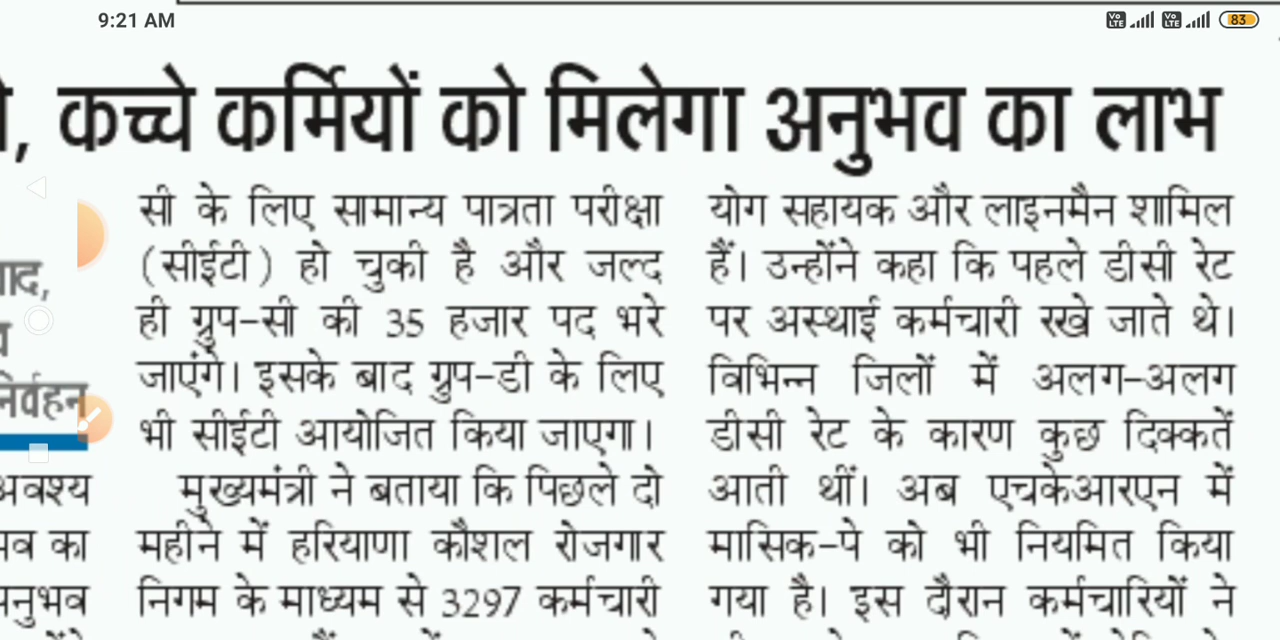 9:21 AM
83
कच्चे कर्मियों को मिलेगा अनुभव का लाभ
निर्वहन
अवश्य
का
अनुभव
सी के लिए सामान्य पात्रता परीक्षा
(सीईटी) हो चुकी है और जल्द
ही ग्रुप-सी की 35 हजार पद भरे
जाएंगे। इसके बाद ग्रुप-डी के लिए
भी सीईटी आयोजित किया जाएगा।
मुख्यमंत्री ने बताया कि पिछले दो
महीने में हरियाणा कौशल रोजगार
निगम के माध्यम से 3297 कर्मचारी
योग सहायक और लाइनमैन शामिल
हैं। उन्होंने कहा कि पहले डीसी रेट
पर अस्थाई कर्मचारी रखे जाते थे।
विभिन्न जिलों में अलग-अलग
डीसी रेट के कारण कुछ दिक्कतें
आती थीं। अब एचकेआरएन में
मासिक-पे को भी नियमित किया
गया है। इस दौरान कर्मचारियों ने